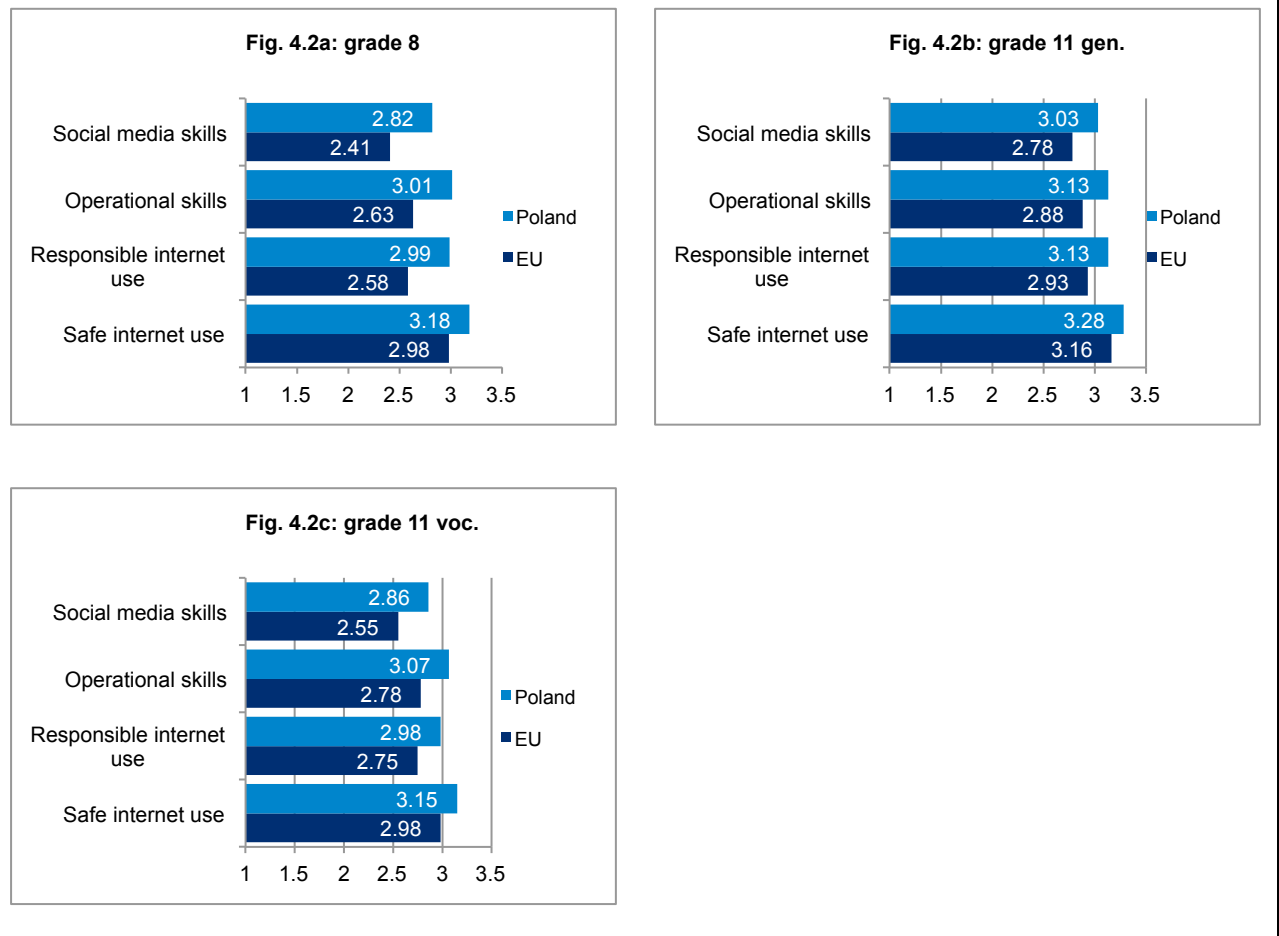 Fig. 4.2a: grade 8
Social media skills
2.82
2.41
Operational skills
3.01
2.63
Responsible internet
use
2.99
2.58
Safe internet use
3.18
2.98
Poland
EU
1 1.5 2 2.5 3 3.5
Fig. 4.2b: grade 11 gen.
Social media skills
3.03
2.78
Operational skills
3.13
2.88
Responsible internet
use
3.13
2.93
Safe internet use
3.28
3.16
Poland
EU
1 1.5 2 2.5 3 3.5
Fig. 4.2c: grade 11 voc.
Social media skills
2.86
2.55
Operational skills
3.07
2.78
Responsible internet
use
2.98
2.75
Safe internet use
3.15
2.98
Poland
EU
1 1.5 2 2.5 3 3.5